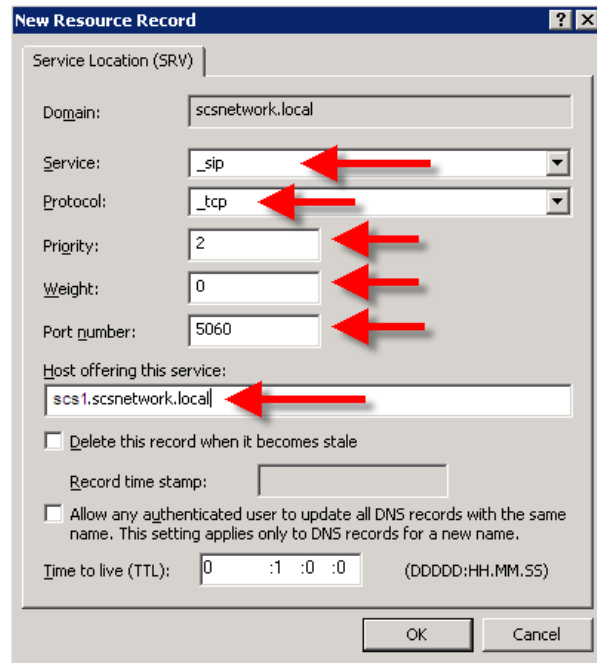 New Resource Record
Service Location (SRV)
Domain: scsnetwork.local
Service: _sip
Protocol: _tcp
Priority: 2
Weight: 0
Port number: 5060
Host offering this service:
scs1.scsnetwork.local
Delete this record when it becomes stale
Record time stamp:
Allow any authenticated user to update all DNS records with the same
name. This setting applies only to DNS records for a new name.
Time to live (TTL): 0 :1 :0 :0 (DDDDD:HH.MM.SS)
OK Cancel